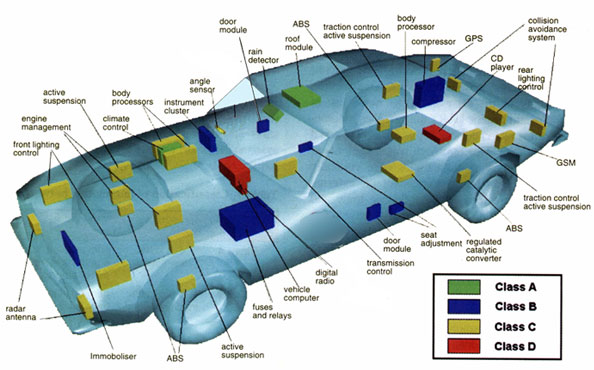 door
module
ABS
traction control
active suspension
body
processor
compressor
GPS
collision
avoidance
system
rain
detector
roof
module
CD
player
rear
lighting
control
angle
sensor
body
processors
instrument
cluster
active
suspension
climate
control
engine
management
front lighting
control
GSM
traction control
active suspension
ABS
regulated
catalytic
converter
seat
adjustment
door
module
transmission
control
digital
radio
vehicle
computer
fuses
and relays
active
suspension
ABS
Immoboliser
radar
antenna
Class A
Class B
Class C
Class D